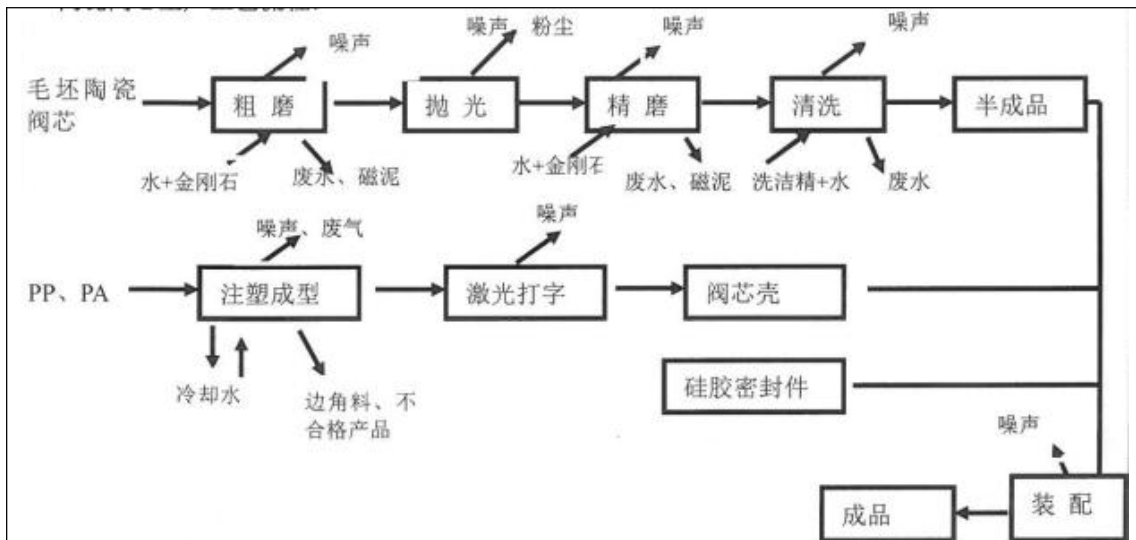 噪声
噪声、粉尘
噪声
噪声
毛坯陶瓷
阀芯
粗 磨
抛 光
精 磨
清洗
半成品
水+金刚石
废水、磁泥
水+金刚石
废水、磁泥
洗洁精+水
废水
噪声、废气
噪声
PP、PA
注塑成型
激光打字
阀芯壳
冷却水
边角料、不
合格产品
硅胶密封件
噪声
装 配
成品